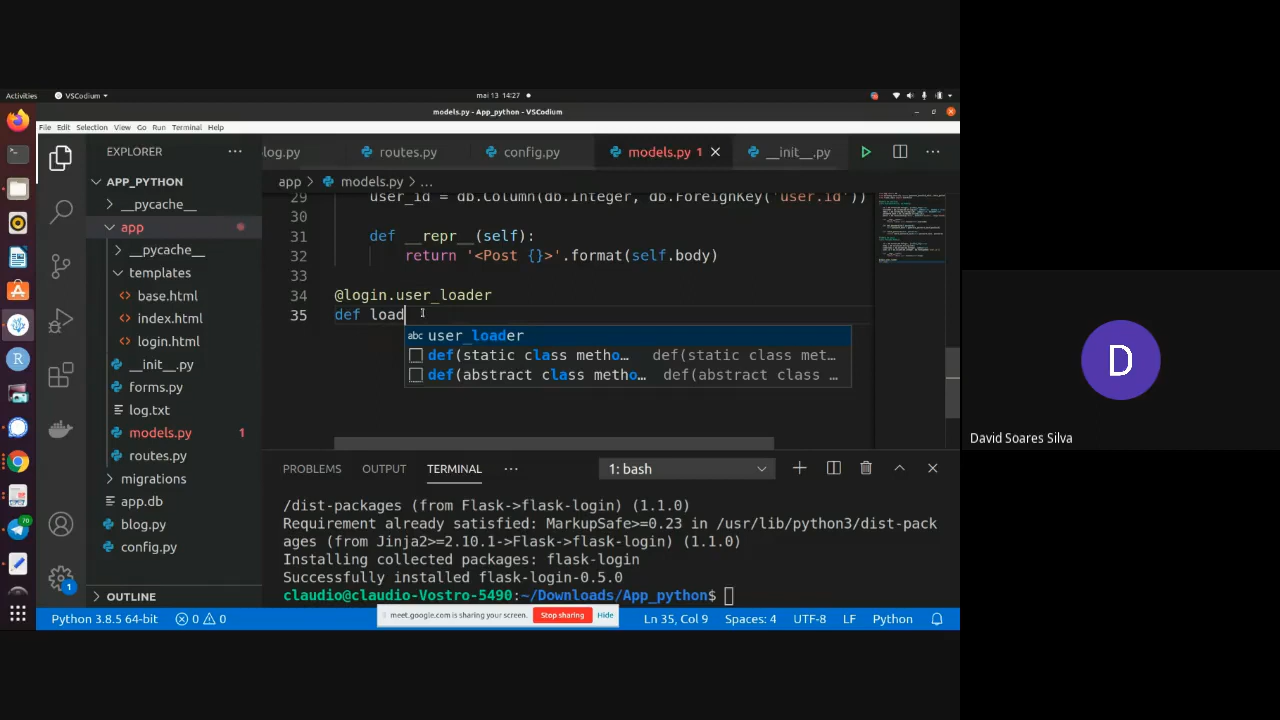 Activities
VSCodium
mai 13 14:27
models.py - App_python - VSCodium
File Edit Selection View Go Run Terminal Help
EXPLORER
log.py
routes.py
config.py
models.py 1
__init__.py
APP_PYTHON
__pycache__
app
__pycache__
templates
base.html
index.html
login.html
__init__.py
forms.py
log.txt
models.py 1
routes.py
migrations
app.db
blog.py
config.py
OUTLINE
app > models.py > ...
29 user_id = db.Column(db.Integer, db.ForeignKey('user.id'))
30
31 def __repr__(self):
32 return '<Post {}>'.format(self.body)
33
34 @login.user_loader
35 def load
abc user_loader
def(static class metho… def(static class met…
def(abstract class metho… def(abstract class …
PROBLEMS OUTPUT TERMINAL
1: bash
/dist-packages (from Flask->flask-login) (1.1.0)
Requirement already satisfied: MarkupSafe>=0.23 in /usr/lib/python3/dist-pack
ages (from Jinja2>=2.10.1->Flask->flask-login) (1.1.0)
Installing collected packages: flask-login
Successfully installed flask-login-0.5.0
claudio@claudio-Vostro-5490:~/Downloads/App_python$
meet.google.com is sharing your screen. Stop sharing Hide
Python 3.8.5 64-bit 0 0 Ln 35, Col 9 Spaces: 4 UTF-8 LF Python
1
70
R
D
David Soares Silva